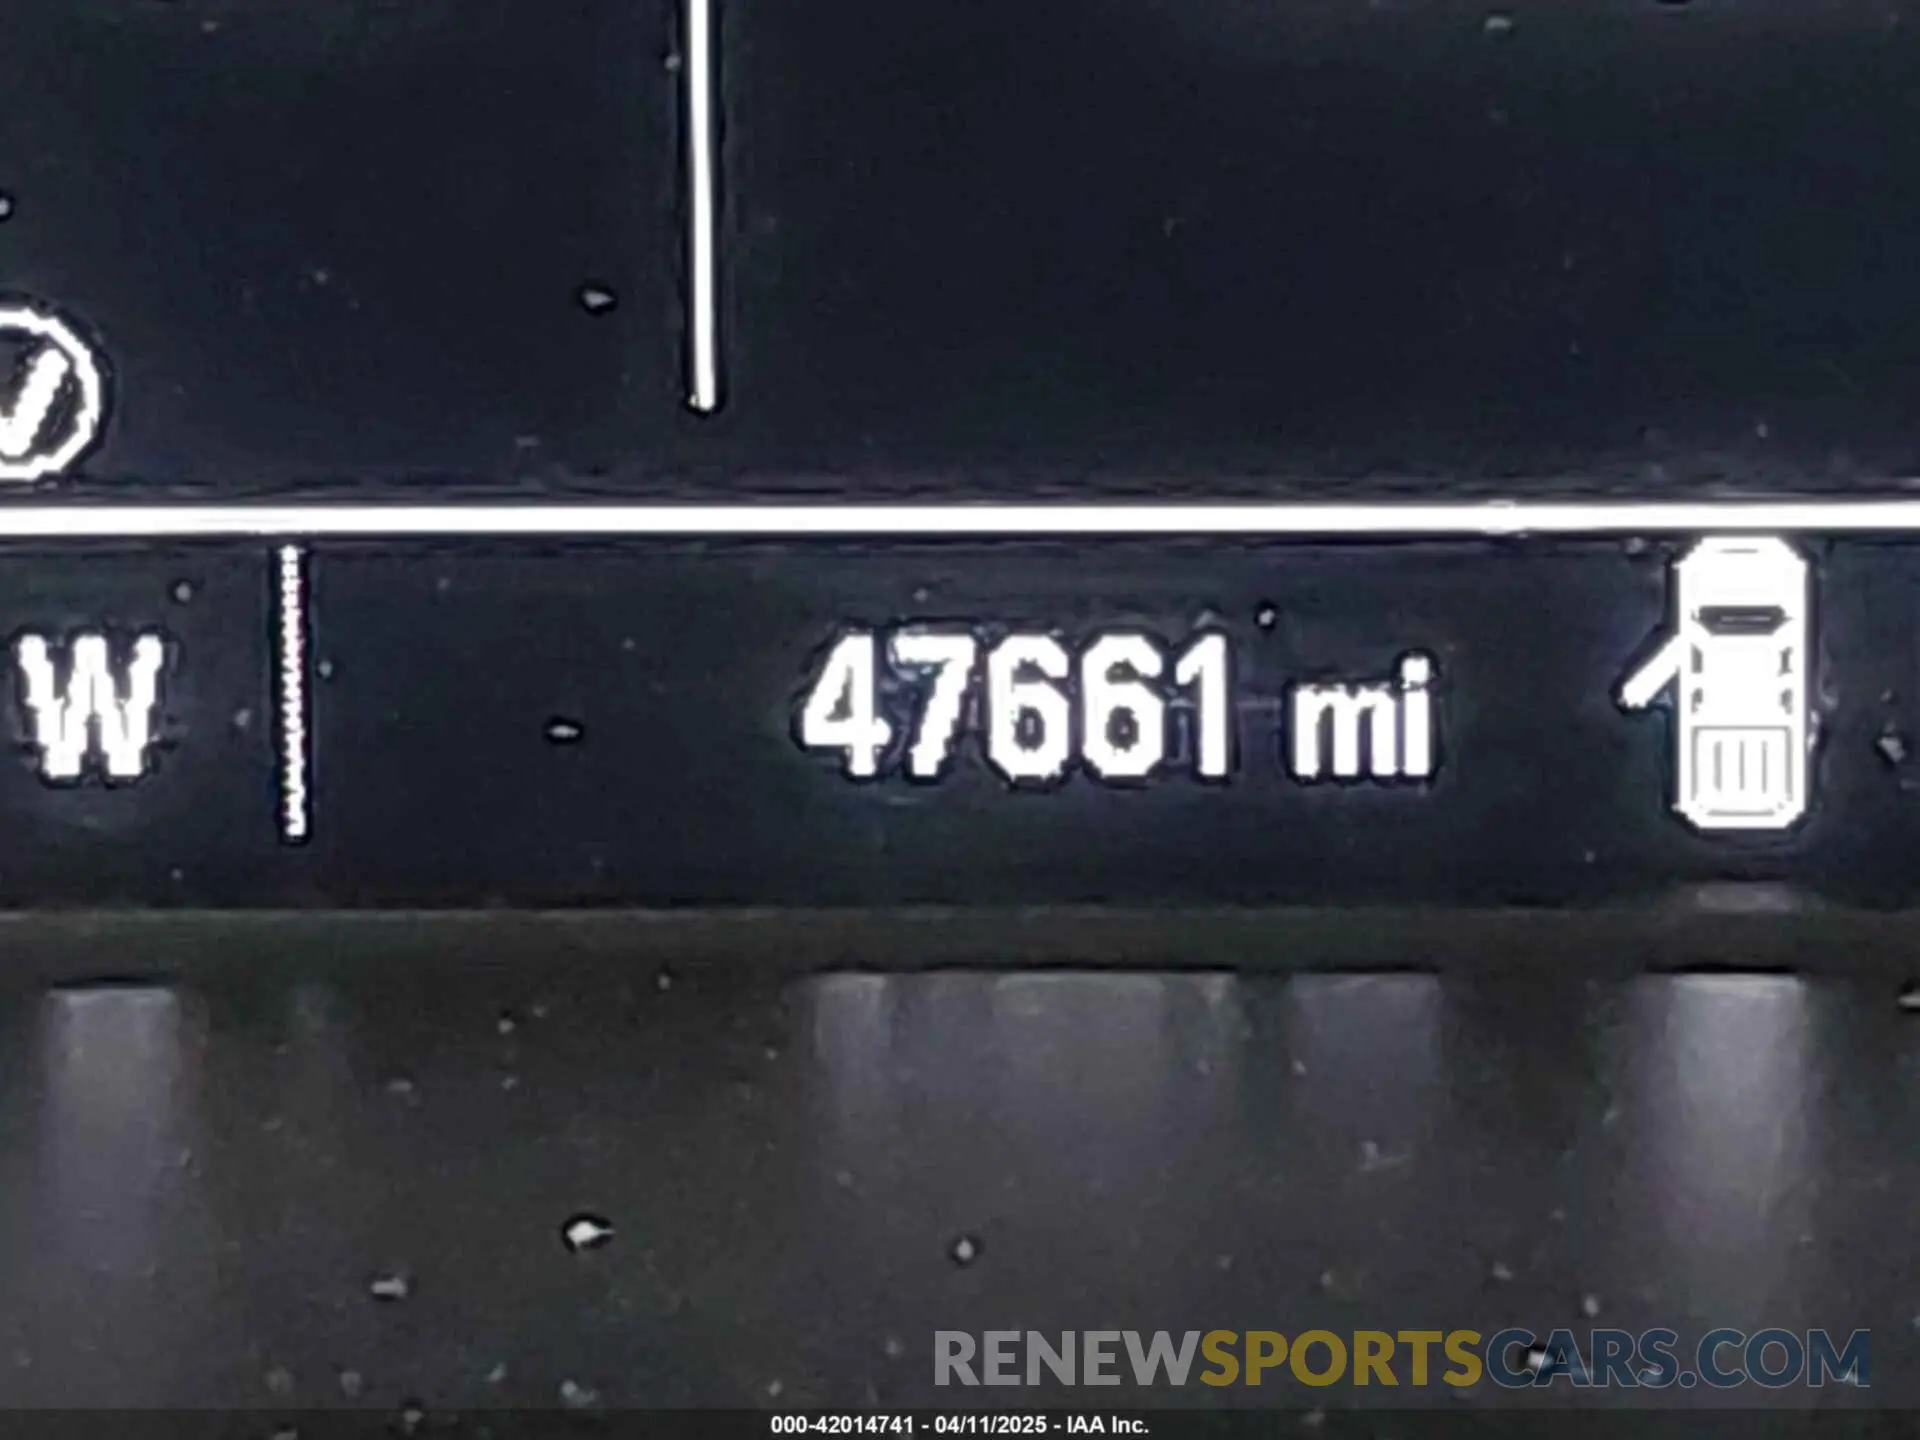 W 47661 mi
RENEWSPORTSCARS.COM
000-42014741 - 04/11/2025 - IAA Inc.